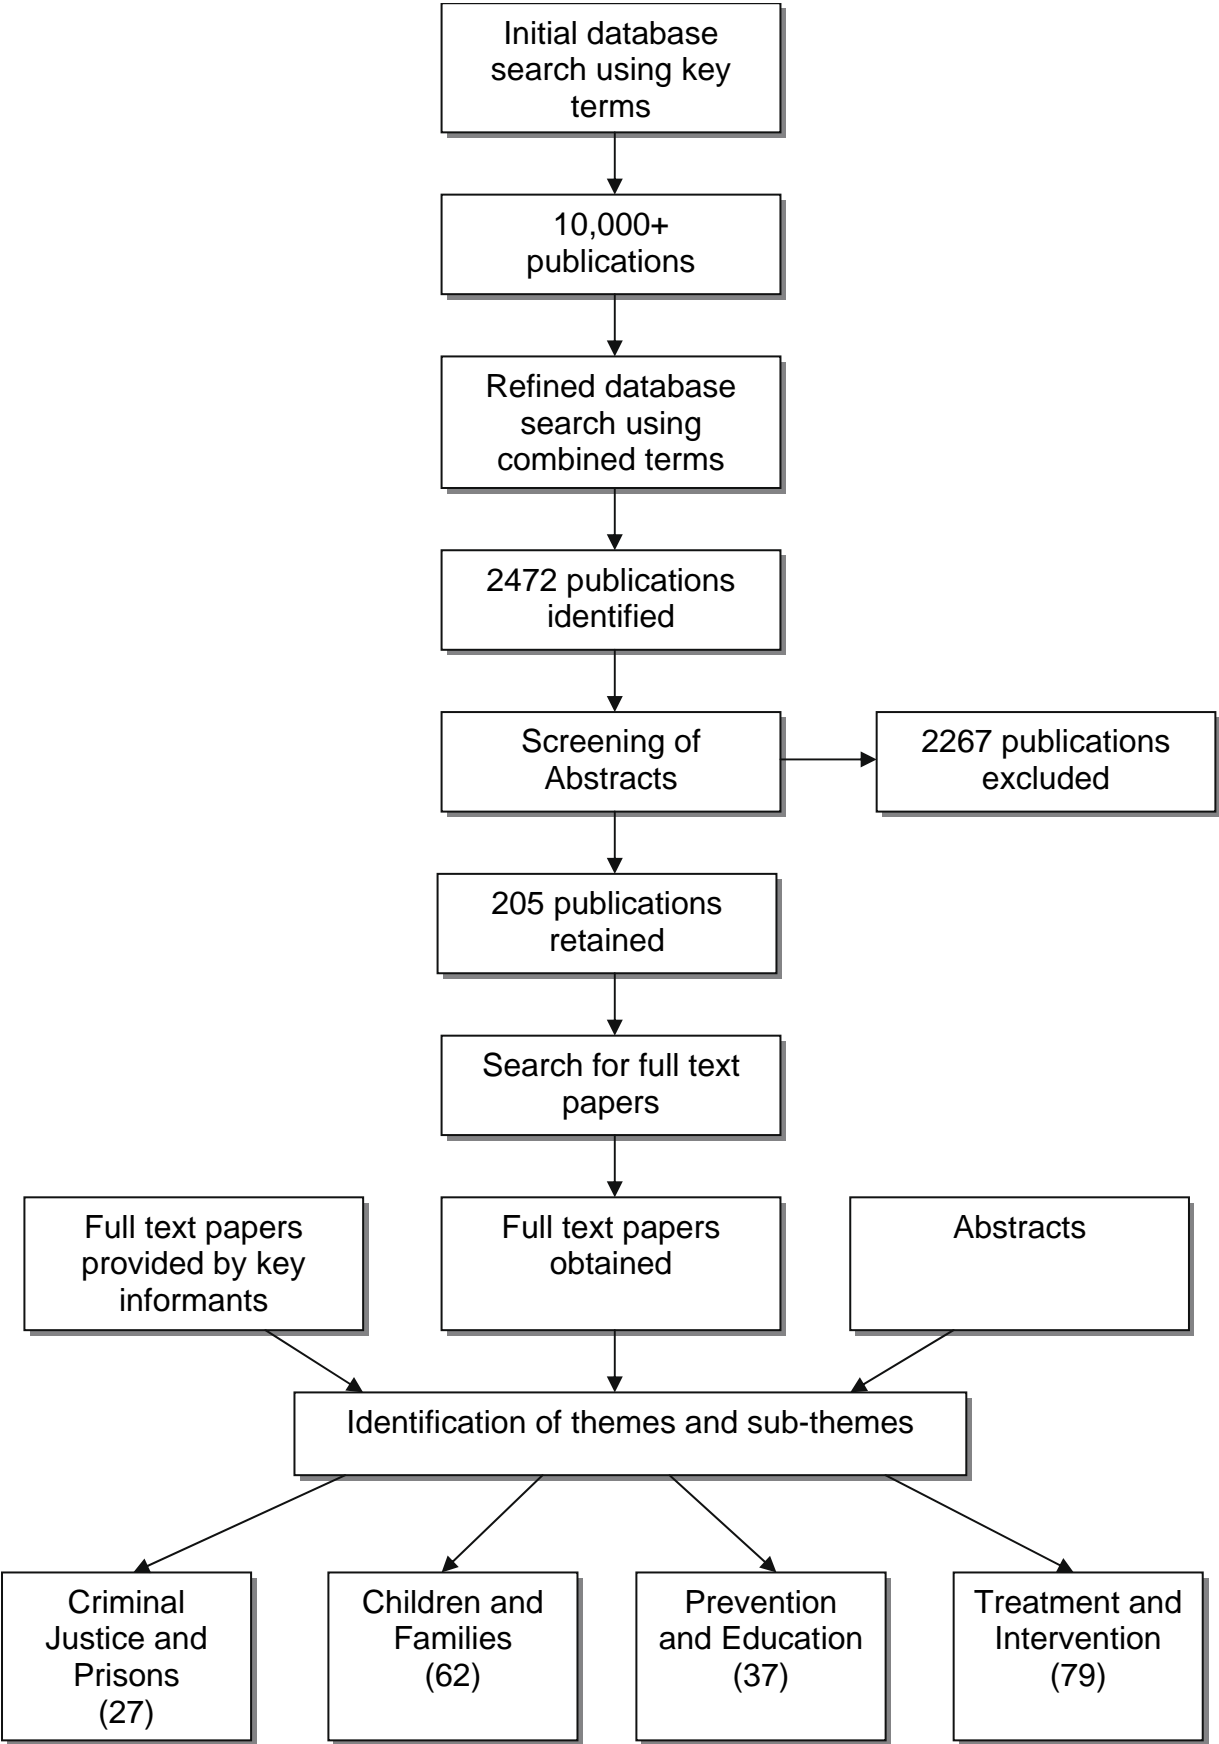 Initial database
search using key
terms
10,000+
publications
Refined database
search using
combined terms
2472 publications
identified
Screening of
Abstracts
2267 publications
excluded
205 publications
retained
Search for full text
papers
Full text papers
provided by key
informants
Full text papers
obtained
Abstracts
Identification of themes and sub-themes
Criminal
Justice and
Prisons
(27)
Children and
Families
(62)
Prevention
and Education
(37)
Treatment and
Intervention
(79)